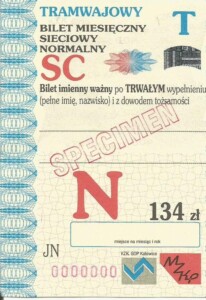 TRAMWAJOWY
BILET MIESIĘCZNY
SIECIOWY
NORMALNY
T
SC
Bilet imienny ważny po TRWAŁYM wypełnieniu
(pełne imię, nazwisko) i z dowodem tożsamości
SPECIMEN
N
134 zł
miejsce na miesiąc i rok
JN
0000000
KZK GOP Katowice
MZKp